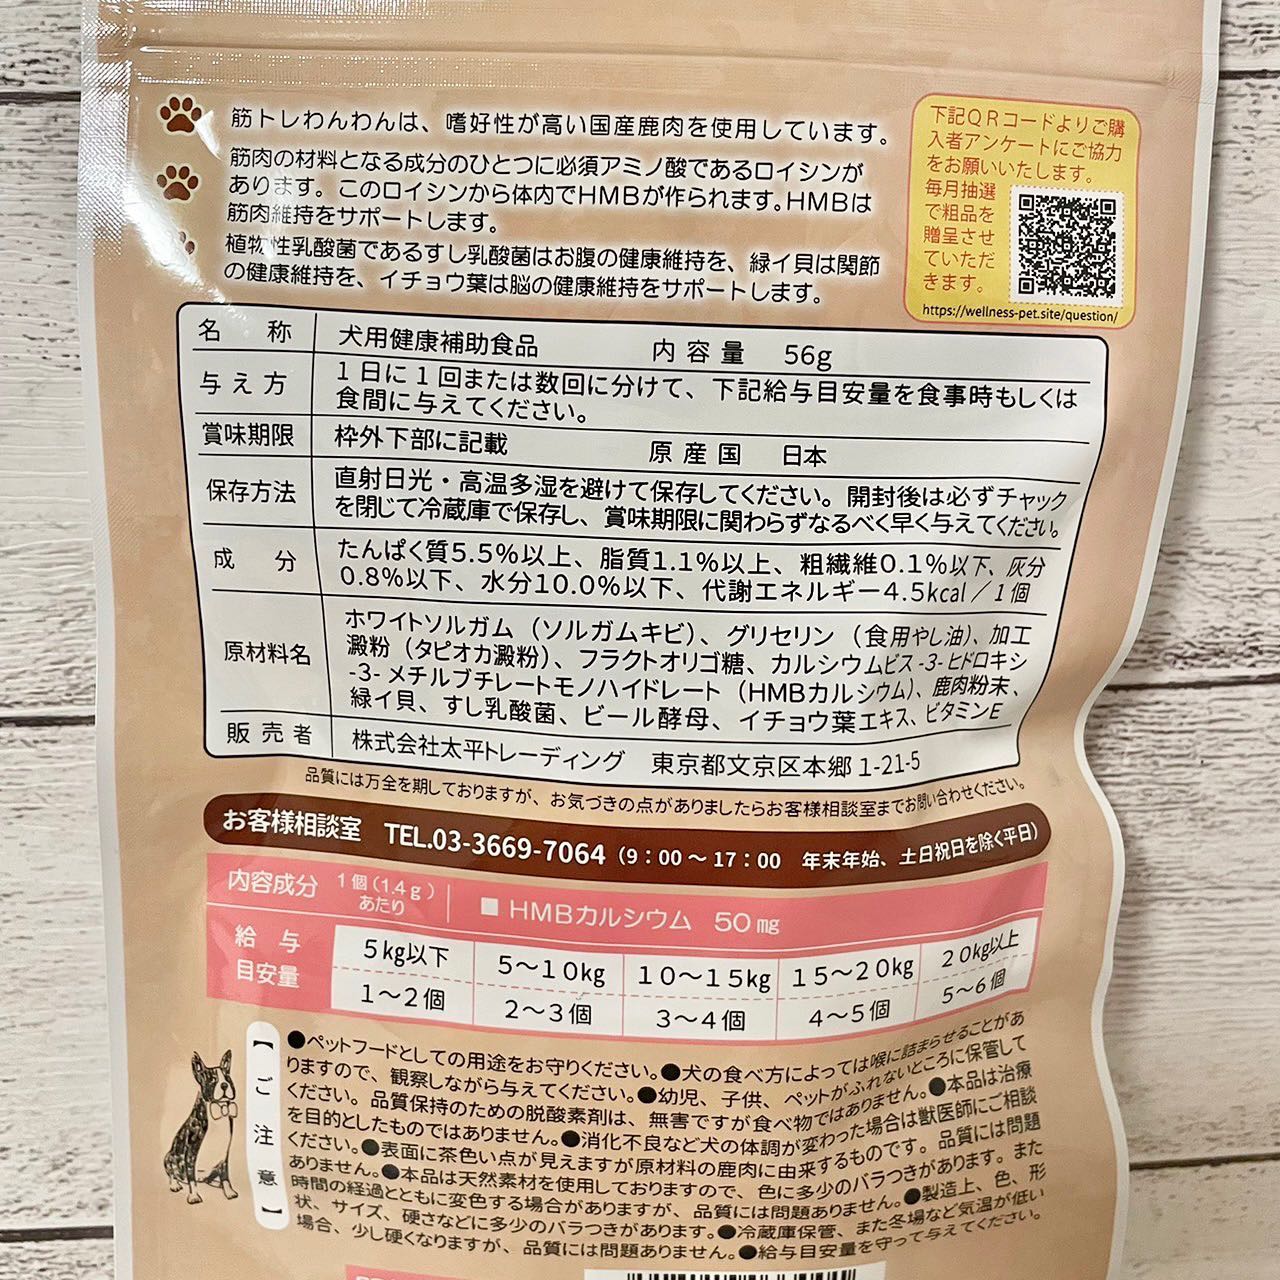 筋トレわんわんは、嗜好性が高い国産鹿肉を使用しています。
筋肉の材料となる成分のひとつに必須アミノ酸であるロイシンが
あります。このロイシンから体内でHMBが作られます。HMBは
筋肉維持をサポートします。
植物性乳酸菌であるすし乳酸菌はお腹の健康維持を、緑イ貝は関節
の健康維持を、イチョウ葉は脳の健康維持をサポートします。
下記QRコードよりご購
入者アンケートにご協力
をお願いいたします。
毎月抽選
で粗品を
贈呈させ
ていただ
きます。
https://wellness-pet.site/question/
名称 犬用健康補助食品 内容量 56g
与え方 1日に1回または数回に分けて、下記給与目安量を食事時もしくは
食間に与えてください。
賞味期限 枠外下部に記載 原産国 日本
保存方法 直射日光・高温多湿を避けて保存してください。開封後は必ずチャック
を閉じて冷蔵庫で保存し、賞味期限に関わらずなるべく早く与えてください。
成分 たんぱく質5.5%以上、脂質1.1%以上、粗繊維0.1%以下、灰分
0.8%以下、水分10.0%以下、代謝エネルギー4.5kcal/1個
原材料名 ホワイトソルガム(ソルガムキビ)、グリセリン(食用やし油)、加工
澱粉(タピオカ澱粉)、フラクトオリゴ糖、カルシウムビス-3-ヒドロキシ
-3-メチルブチレートモノハイドレート(HMBカルシウム)、鹿肉粉末、
緑イ貝、すし乳酸菌、ビール酵母、イチョウ葉エキス、ビタミンE
販売者 株式会社太平トレーディング 東京都文京区本郷1-21-5
品質には万全を期しておりますが、お気づきの点がありましたらお客様相談室までお問い合わせください。
お客様相談室 TEL.03-3669-7064(9:00~17:00 年末年始、土日祝日を除く平日)
内容成分 1個(1.4g)あたり ■HMBカルシウム 50mg
給与目安量
5kg以下 5~10kg 10~15kg 15~20kg 20kg以上
1~2個 2~3個 3~4個 4~5個 5~6個
【ご注意】
●ペットフードとしての用途をお守りください。●犬の食べ方によっては喉に詰まらせることがあ
りますので、観察しながら与えてください。●幼児、子供、ペットがふれないところに保管して
ください。品質保持のための脱酸素剤は、無害ですが食べ物ではありません。●本品は治療
を目的としたものではありません。●消化不良など犬の体調が変わった場合は獣医師にご相談
ください。●表面に茶色い点が見えますが原材料の鹿肉に由来するものです。品質には問題
ありません。●本品は天然素材を使用しておりますので、色に多少のバラつきがあります。また
時間の経過とともに変色する場合がありますが、品質には問題ありません。●製造上、色、形
状、サイズ、硬さなどに多少のバラつきがあります。●冷蔵庫保管、また冬場など気温が低い
場合、少し硬くなりますが、品質には問題ありません。●給与目安量を守って与えてください。